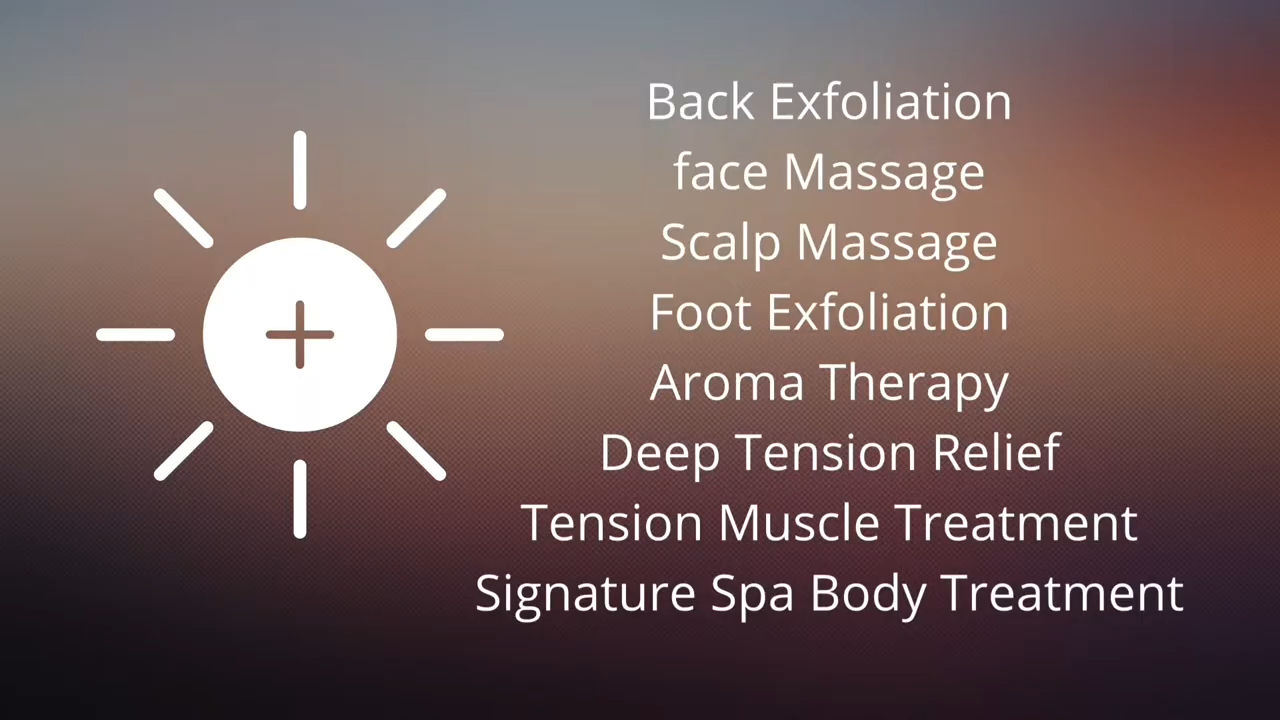 Back Exfoliation
face Massage
Scalp Massage
Foot Exfoliation
Aroma Therapy
Deep Tension Relief
Tension Muscle Treatment
Signature Spa Body Treatment